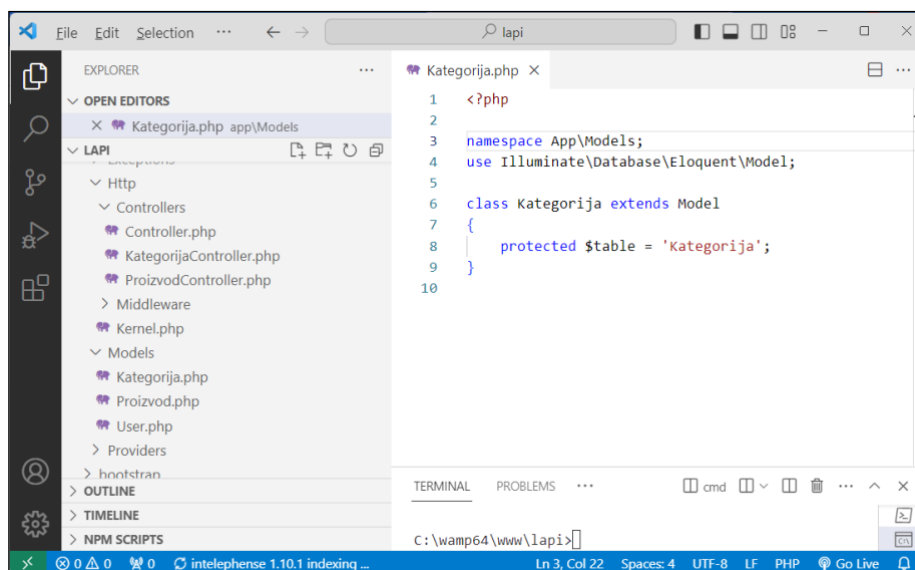 File Edit Selection ··· lapi
EXPLORER ···
OPEN EDITORS
Kategorija.php app\Models
LAPI
Exceptions
Http
Controllers
Controller.php
KategorijaController.php
ProizvodController.php
Middleware
Kernel.php
Models
Kategorija.php
Proizvod.php
User.php
Providers
bootstrap
OUTLINE
TIMELINE
NPM SCRIPTS
Kategorija.php
1 <?php
2
3 namespace App\Models;
4 use Illuminate\Database\Eloquent\Model;
5
6 class Kategorija extends Model
7 {
8 protected $table = 'Kategorija';
9 }
10
TERMINAL PROBLEMS ··· cmd ···
C:\wamp64\www\lapi>
0 0 0 intelephense 1.10.1 indexing ... Ln 3, Col 22 Spaces: 4 UTF-8 LF PHP Go Live